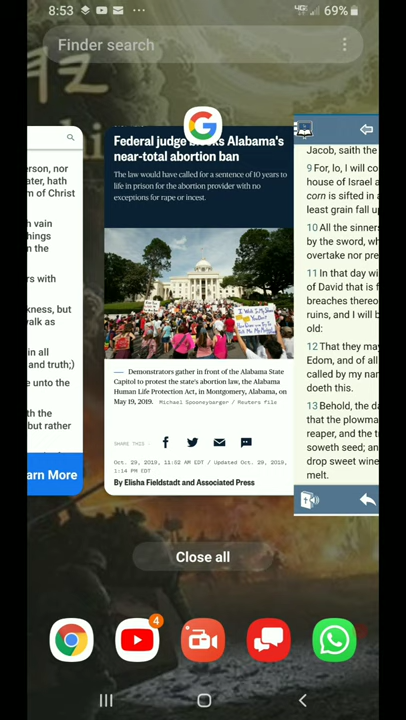 8:53
69%
Finder search
erson, nor
ater, hath
m of Christ
h vain
hings
n the
rs with
kness, but
walk as
in all
d truth;)
e unto the
th the
but rather
arn More
Federal judge blocks Alabama's
near-total abortion ban
The law would have called for a sentence of 10 years to
life in prison for the abortion provider with no
exceptions for rape or incest.
Demonstrators gather in front of the Alabama State
Capitol to protest the state's abortion law, the Alabama
Human Life Protection Act, in Montgomery, Alabama, on
May 19, 2019. Michael Spooneybarger / Reuters file
SHARE THIS -
Oct. 29, 2019, 11:52 AM EDT / Updated Oct. 29, 2019,
1:14 PM EDT
By Elisha Fieldstadt and Associated Press
Jacob, saith the
9 For, lo, I will co
house of Israel a
corn is sifted in a
least grain fall up
10 All the sinners
by the sword, wh
overtake nor pre
11 In that day wi
of David that is f
breaches thereo
ruins, and I will b
old:
12 That they may
Edom, and of all
called by my nar
doeth this.
13 Behold, the da
that the plowma
reaper, and the t
soweth seed; an
drop sweet wine
melt.
Close all
4